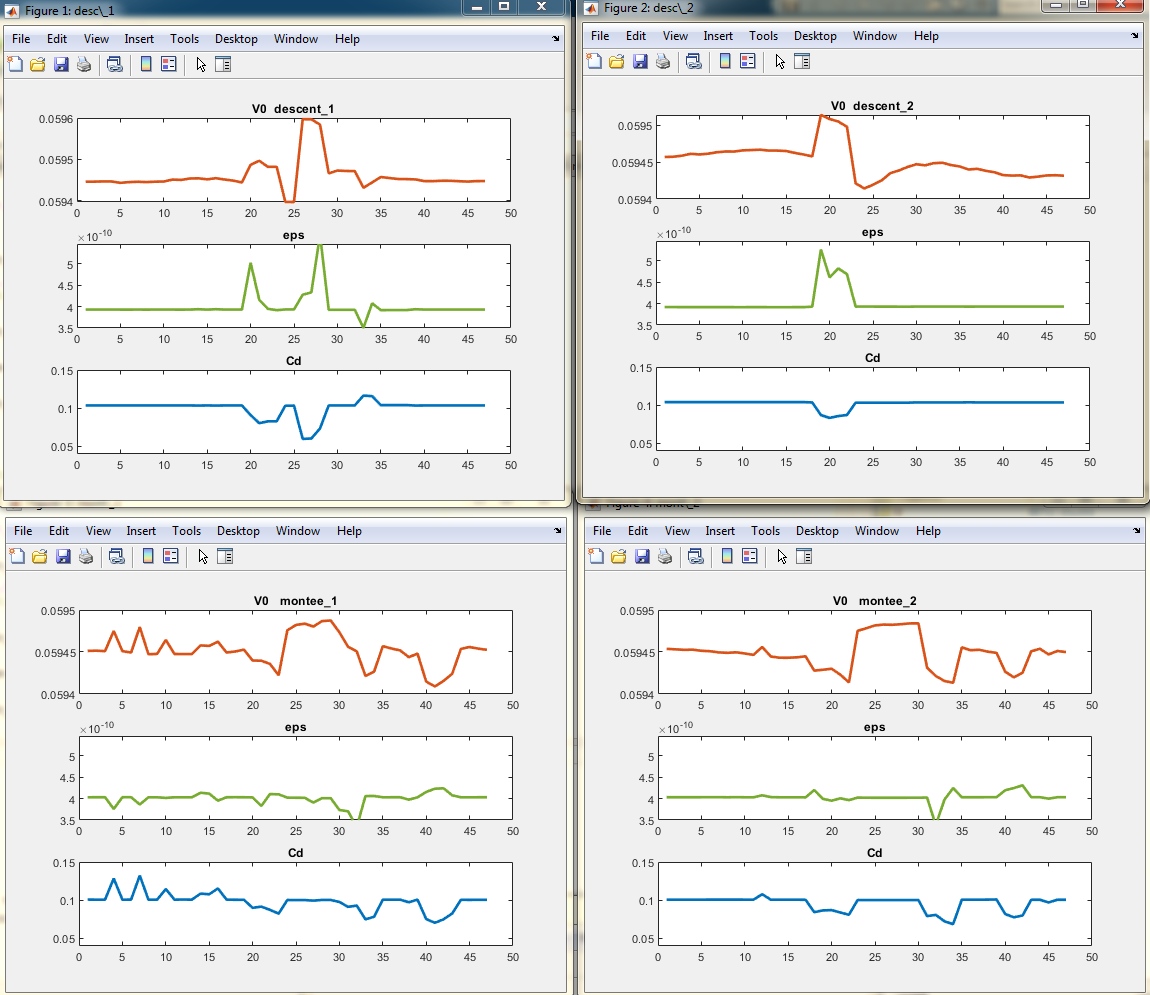 Figure 1: desc\_1
File Edit View Insert Tools Desktop Window Help
V0 descent_1
0.0596
0.0595
0.0594
0 5 10 15 20 25 30 35 40 45 50
×10-10
eps
5
4.5
4
3.5
0 5 10 15 20 25 30 35 40 45 50
Cd
0.15
0.1
0.05
0 5 10 15 20 25 30 35 40 45 50
Figure 2: desc\_2
File Edit View Insert Tools Desktop Window Help
V0 descent_2
0.0595
0.05945
0.0594
0 5 10 15 20 25 30 35 40 45 50
×10-10
eps
5
4.5
4
3.5
0 5 10 15 20 25 30 35 40 45 50
Cd
0.15
0.1
0.05
0 5 10 15 20 25 30 35 40 45 50
File Edit View Insert Tools Desktop Window Help
V0 montee_1
0.0595
0.05945
0.0594
0 5 10 15 20 25 30 35 40 45 50
×10-10
eps
5
4.5
4
3.5
0 5 10 15 20 25 30 35 40 45 50
Cd
0.15
0.1
0.05
0 5 10 15 20 25 30 35 40 45 50
File Edit View Insert Tools Desktop Window Help
V0 montee_2
0.0595
0.05945
0.0594
0 5 10 15 20 25 30 35 40 45 50
×10-10
eps
5
4.5
4
3.5
0 5 10 15 20 25 30 35 40 45 50
Cd
0.15
0.1
0.05
0 5 10 15 20 25 30 35 40 45 50